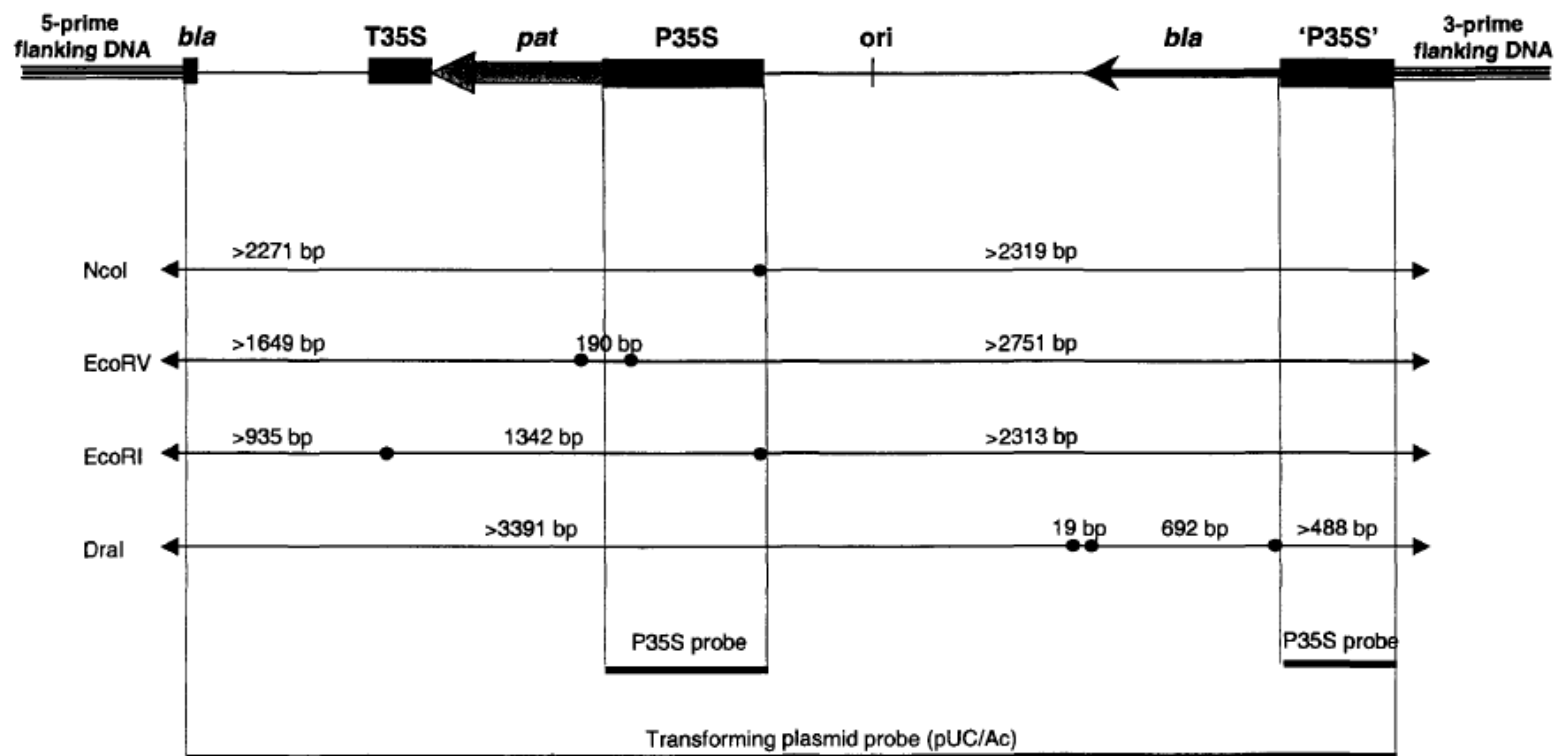 5-prime
flanking DNA
bla
T35S
pat
P35S
ori
bla
'P35S'
3-prime
flanking DNA
NcoI
>2271 bp
>2319 bp
EcoRV
>1649 bp
190 bp
>2751 bp
EcoRI
>935 bp
1342 bp
>2313 bp
DraI
>3391 bp
19 bp
692 bp
>488 bp
P35S probe
P35S probe
Transforming plasmid probe (pUC/Ac)